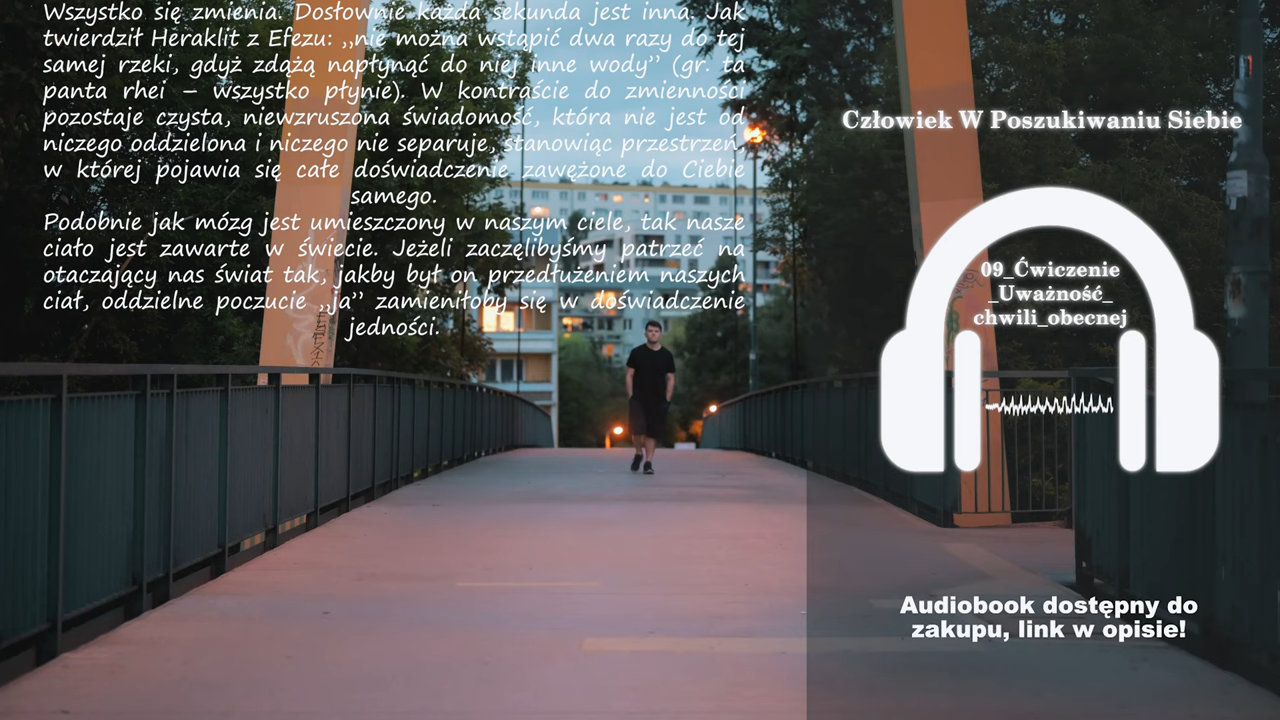 Wszystko się zmienia. Dosłownie każda sekunda jest inna. Jak
twierdził Heraklit z Efezu: ,,nie można wstąpić dwa razy do tej
samej rzeki, gdyż zdążą napłynąć do niej inne wody” (gr. ta
panta rhei – wszystko płynie). W kontraście do zmienności
pozostaje czysta, niewzruszona świadomość, która nie jest od
niczego oddzielona i niczego nie separuje, stanowiąc przestrzeń,
w której pojawia się całe doświadczenie zawężone do Ciebie
samego.
Podobnie jak mózg jest umieszczony w naszym ciele, tak nasze
ciało jest zawarte w świecie. Jeżeli zaczęlibyśmy patrzeć na
otaczający nas świat tak, jakby był on przedłużeniem naszych
ciał, oddzielne poczucie ,,ja” zamieniłoby się w doświadczenie
jedności.
Człowiek W Poszukiwaniu Siebie
09_Ćwiczenie
_Uważność_
chwili_obecnej
Audiobook dostępny do
zakupu, link w opisie!